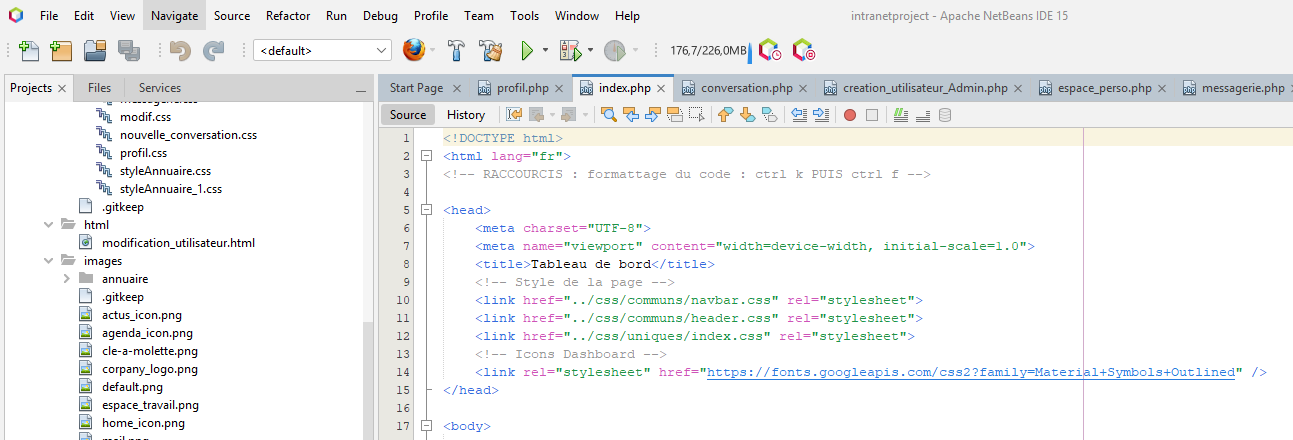 File Edit View Navigate Source Refactor Run Debug Profile Team Tools Window Help
intranetproject - Apache NetBeans IDE 15
<default>
176,7/226,0MB
Projects Files Services
modif.css
nouvelle_conversation.css
profil.css
styleAnnuaire.css
styleAnnuaire_1.css
.gitkeep
html
modification_utilisateur.html
images
annuaire
.gitkeep
actus_icon.png
agenda_icon.png
cle-a-molette.png
corpany_logo.png
default.png
espace_travail.png
home_icon.png
Start Page profil.php index.php conversation.php creation_utilisateur_Admin.php espace_perso.php messagerie.php
Source History
1 <!DOCTYPE html>
2 <html lang="fr">
3 <!-- RACCOURCIS : formattage du code : ctrl k PUIS ctrl f -->
4
5 <head>
6 <meta charset="UTF-8">
7 <meta name="viewport" content="width=device-width, initial-scale=1.0">
8 <title>Tableau de bord</title>
9 <!-- Style de la page -->
10 <link href="../css/communs/navbar.css" rel="stylesheet">
11 <link href="../css/communs/header.css" rel="stylesheet">
12 <link href="../css/uniques/index.css" rel="stylesheet">
13 <!-- Icons Dashboard -->
14 <link rel="stylesheet" href="https://fonts.googleapis.com/css2?family=Material+Symbols+Outlined" />
15 </head>
16
17 <body>